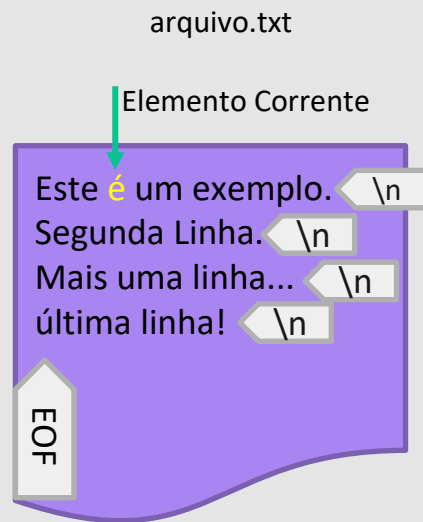 arquivo.txt
Elemento Corrente
Este é um exemplo. \n
Segunda Linha. \n
Mais uma linha... \n
última linha! \n
EOF